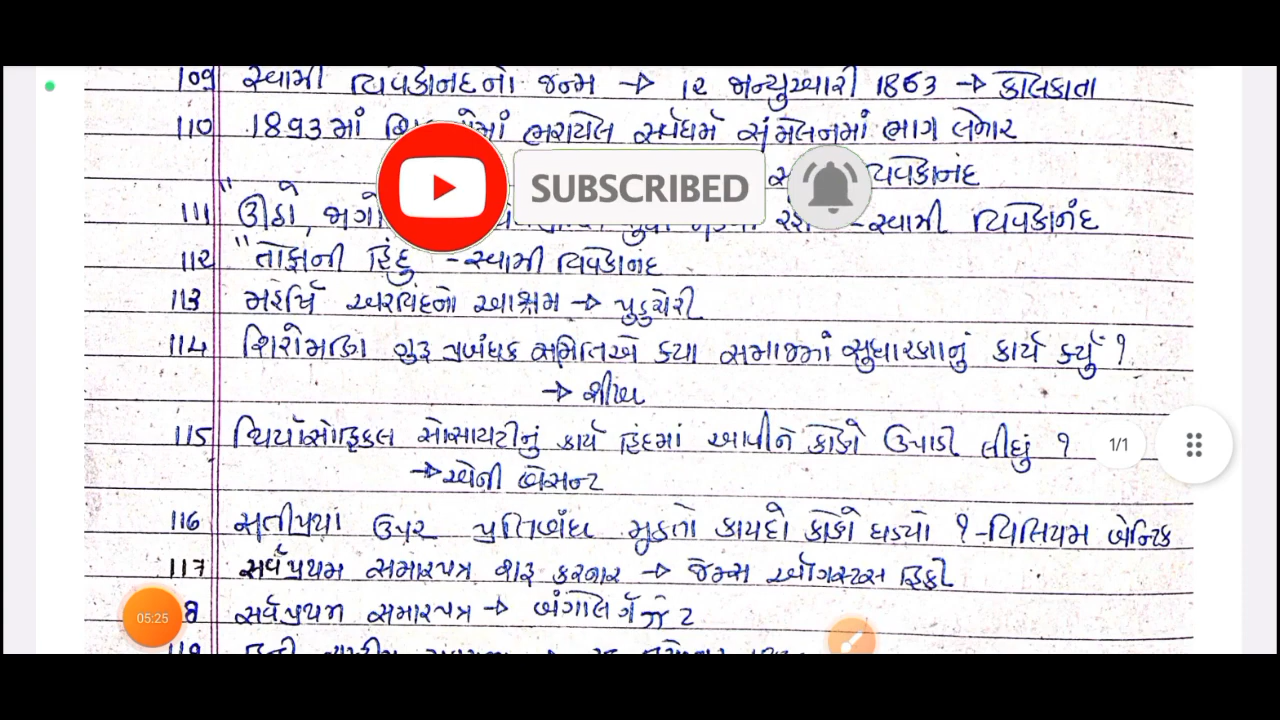 109 સ્વામી વિવેકાનંદનો જન્મ → 12 જાન્યુઆરી 1863 → કોલકાતા
110 1893માં ભરાયેલ સર્વધર્મ સંમેલનમાં ભાગ લેનાર
વિવેકાનંદ
SUBSCRIBED
111 "ઊઠો, જાગો - સ્વામી વિવેકાનંદ
112 "તોફાની હિંદુ - સ્વામી વિવેકાનંદ
113 મહર્ષિ અરવિંદનો આશ્રમ → પુડુચેરી
114 શિરોમણી ગુરુ પ્રબંધક સમિતિએ ક્યા સમાજમાં સુધારણાનું કાર્ય કર્યું ?
→ શીખ
115 થિયોસોફિકલ સોસાયટીનું કાર્ય હિંદમાં આવીને કોણે ઉપાડી લીધું ?
→ એની બેસન્ટ
1/1
116 સતીપ્રથા ઉપર પ્રતિબંધ મુકતો કાયદો કોણે ઘડ્યો ? - વિલિયમ બેન્ટિક
117 સર્વપ્રથમ સમાચારપત્ર શરૂ કરનાર → જેમ્સ ઓગસ્ટસ હિકી
05:25
8 સર્વપ્રથમ સમાચારપત્ર → બંગાલ ગેઝેટ
119